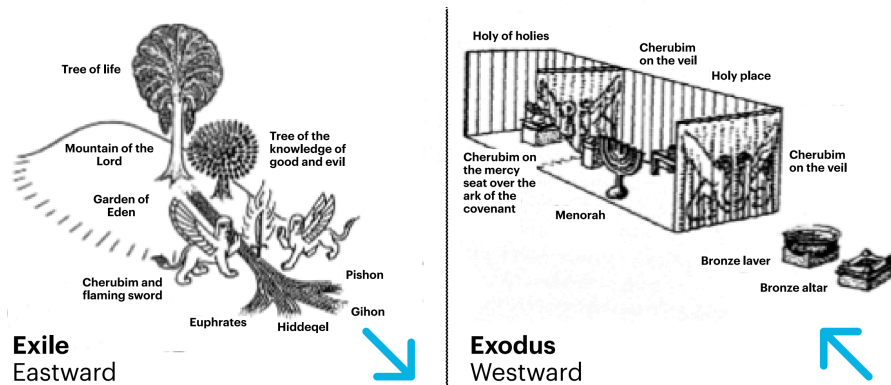 Tree of life
Mountain of the
Lord
Tree of the
knowledge of
good and evil
Garden of
Eden
Cherubim and
flaming sword
Pishon
Gihon
Euphrates
Hiddeqel
Exile
Eastward
Holy of holies
Cherubim
on the veil
Holy place
Cherubim on
the mercy
seat over the
ark of the
covenant
Menorah
Cherubim
on the veil
Bronze laver
Bronze altar
Exodus
Westward